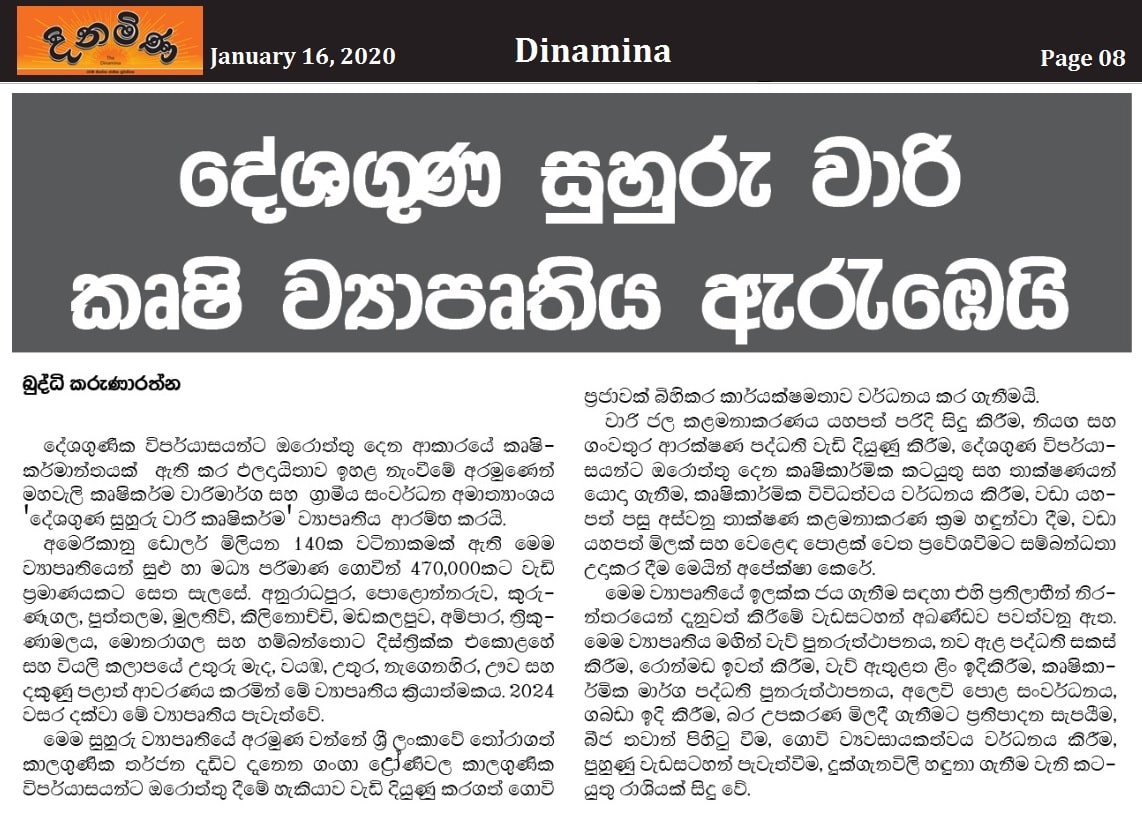 දිනමිණ
The
Dinamina
January 16, 2020
Dinamina
Page 08
දේශගුණ සුහුරු වාරි
කෘෂි ව්‍යාපෘතිය ඇරැඹෙයි
බුද්ධි කරුණාරත්න
දේශගුණික විපර්යාසයන්ට ඔරොත්තු දෙන ආකාරයේ කෘෂි-
කර්මාන්තයක් ඇති කර ඵලදායිතාව ඉහළ නැංවීමේ අරමුණෙන්
මහවැලි කෘෂිකර්ම වාරිමාර්ග සහ ග්‍රාමීය සංවර්ධන අමාත්‍යාංශය
'දේශගුණ සුහුරු වාරි කෘෂිකර්ම' ව්‍යාපෘතිය ආරම්භ කරයි.
අමෙරිකානු ඩොලර් මිලියන 140ක වටිනාකමක් ඇති මෙම
ව්‍යාපෘතියෙන් සුළු හා මධ්‍ය පරිමාණ ගොවීන් 470,000කට වැඩි
ප්‍රමාණයකට සෙත සැලසේ. අනුරාධපුර, පොළොන්නරුව, කුරු-
ණෑගල, පුත්තලම, මුලතිව්, කිලිනොච්චි, මඩකලපුව, අම්පාර, ත්‍රිකු-
ණාමලය, මොනරාගල සහ හම්බන්තොට දිස්ත්‍රික්ක එකොළහේ
සහ වියලි කලාපයේ උතුරු මැද, වයඹ, උතුර, නැගෙනහිර, ඌව සහ
දකුණු පළාත් ආවරණය කරමින් මේ ව්‍යාපෘතිය ක්‍රියාත්මකය. 2024
වසර දක්වා මේ ව්‍යාපෘතිය පැවැත්වේ.
මෙම සුහුරු ව්‍යාපෘතියේ අරමුණ වන්නේ ශ්‍රී ලංකාවේ තෝරාගත්
කාලගුණික තර්ජන දැඩිව දැනෙන ගංගා ද්‍රෝණිවල කාලගුණික
විපර්යාසයන්ට ඔරොත්තු දීමේ හැකියාව වැඩි දියුණු කරගත් ගොවි
ප්‍රජාවක් බිහිකර කාර්යක්ෂමතාව වර්ධනය කර ගැනීමයි.
වාරි ජල කළමනාකරණය යහපත් පරිදි සිදු කිරීම, නියඟ සහ
ගංවතුර ආරක්ෂණ පද්ධති වැඩි දියුණු කිරීම, දේශගුණ විපර්යා-
සයන්ට ඔරොත්තු දෙන කෘෂිකාර්මික කටයුතු සහ තාක්ෂණයන්
යොදා ගැනීම, කෘෂිකාර්මික විවිධත්වය වර්ධනය කිරීම, වඩා යහ-
පත් පසු අස්වනු තාක්ෂණ කළමනාකරණ ක්‍රම හඳුන්වා දීම, වඩා
යහපත් මිලක් සහ වෙළෙඳ පොළක් වෙත ප්‍රවේශවීමට සම්බන්ධතා
උදාකර දීම මෙයින් අපේක්ෂා කෙරේ.
මෙම ව්‍යාපෘතියේ ඉලක්ක ජය ගැනීම සඳහා එහි ප්‍රතිලාභීන් නිර-
න්තරයෙන් දැනුවත් කිරීමේ වැඩසටහන් අඛණ්ඩව පවත්වනු ඇත.
මෙම ව්‍යාපෘතිය මඟින් වැව් පුනරුත්ථාපනය, නව ඇළ පද්ධති සකස්
කිරීම, රොන්මඩ ඉවත් කිරීම, වැව් ඇතුළත ළිං ඉදිකිරීම, කෘෂිකා-
ර්මික මාර්ග පද්ධති පුනරුත්ථාපනය, අලෙවි පොළ සංවර්ධනය,
ගබඩා ඉදි කිරීම, බර උපකරණ මිලදී ගැනීමට ප්‍රතිපාදන සැපයීම,
බීජ තවාන් පිහිටු වීම, ගොවි ව්‍යවසායකත්වය වර්ධනය කිරීම,
පුහුණු වැඩසටහන් පැවැත්වීම, දුක්ගැනවිලි හඳුනා ගැනීම වැනි කට-
යුතු රාශියක් සිදු වේ.